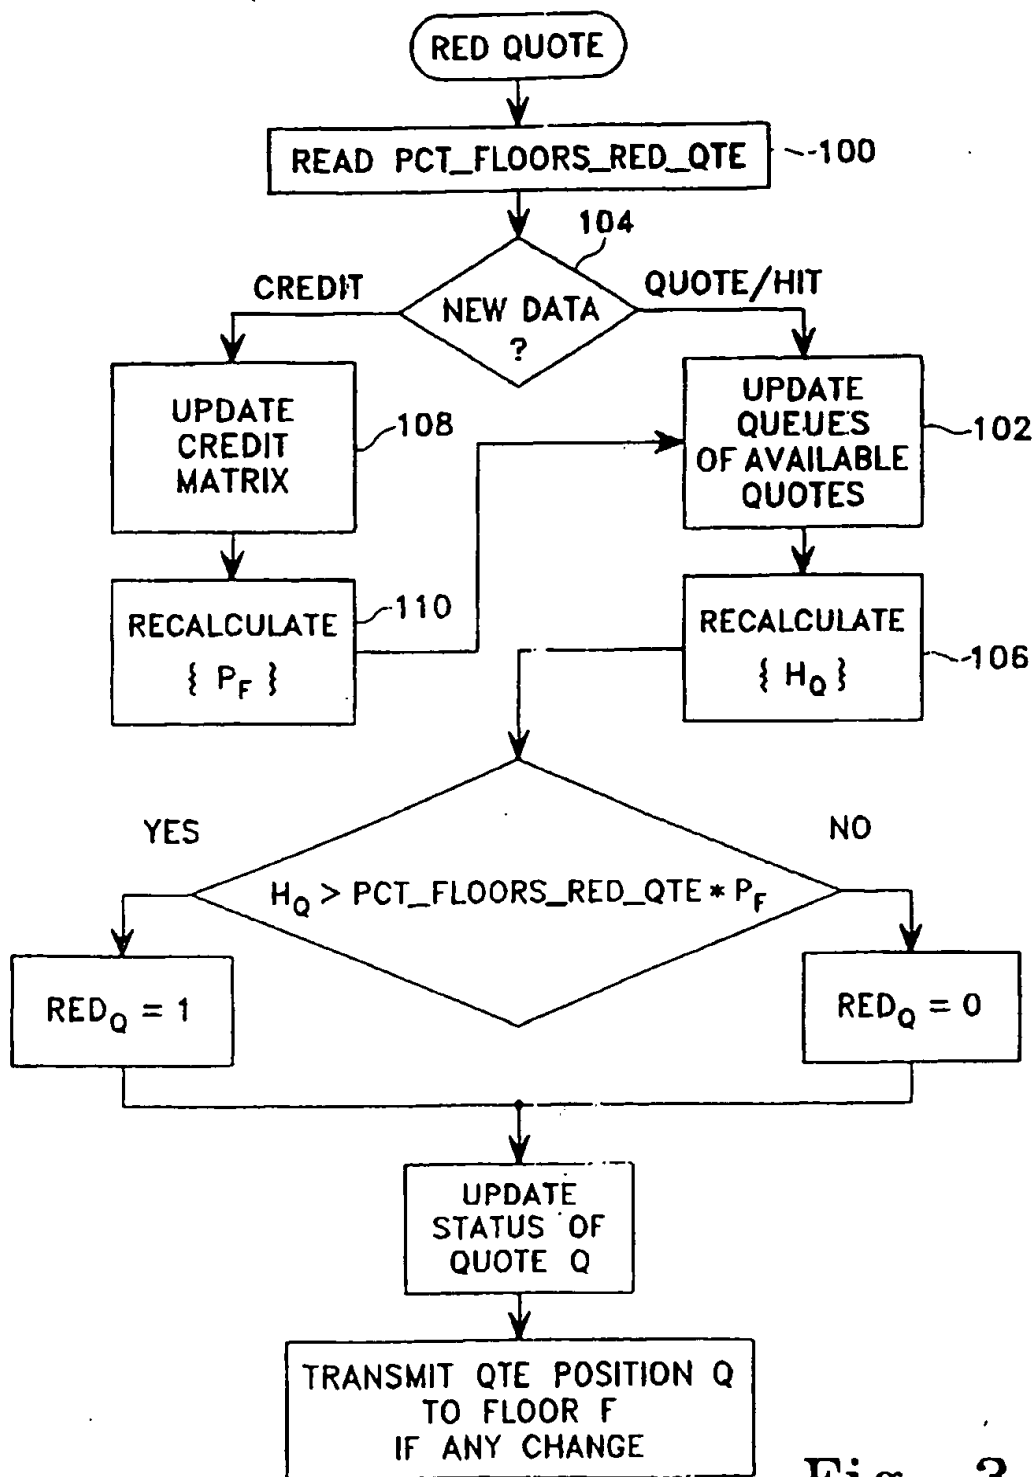 RED QUOTE
READ PCT_FLOORS_RED_QTE
100
104
CREDIT
NEW DATA
?
QUOTE/HIT
UPDATE
CREDIT
MATRIX
108
UPDATE
QUEUES
OF AVAILABLE
QUOTES
102
RECALCULATE
{ P_F }
110
RECALCULATE
{ H_Q }
106
YES
NO
H_Q > PCT_FLOORS_RED_QTE * P_F
RED_Q = 1
RED_Q = 0
UPDATE
STATUS OF
QUOTE Q
TRANSMIT QTE POSITION Q
TO FLOOR F
IF ANY CHANGE